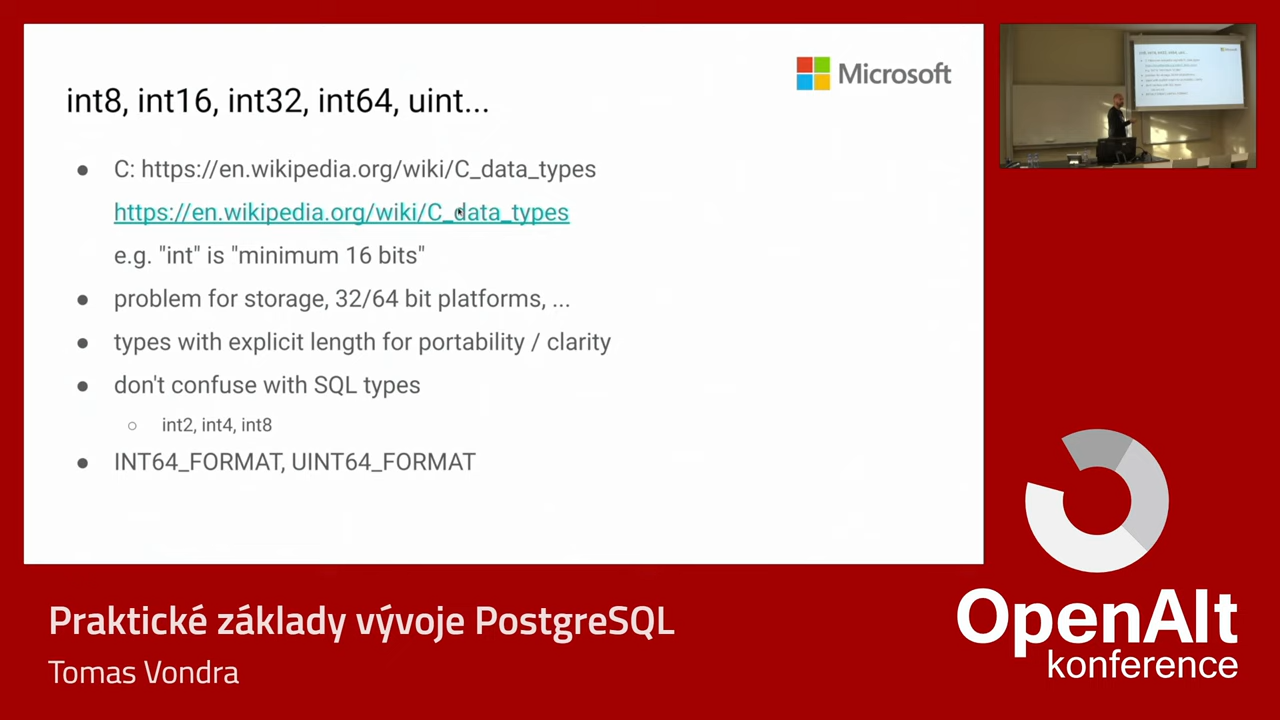 int8, int16, int32, int64, uint...
Microsoft
C: https://en.wikipedia.org/wiki/C_data_types
https://en.wikipedia.org/wiki/C_data_types
e.g. "int" is "minimum 16 bits"
problem for storage, 32/64 bit platforms, ...
types with explicit length for portability / clarity
don't confuse with SQL types
int2, int4, int8
INT64_FORMAT, UINT64_FORMAT
Praktické základy vývoje PostgreSQL
Tomas Vondra
OpenAlt
konference